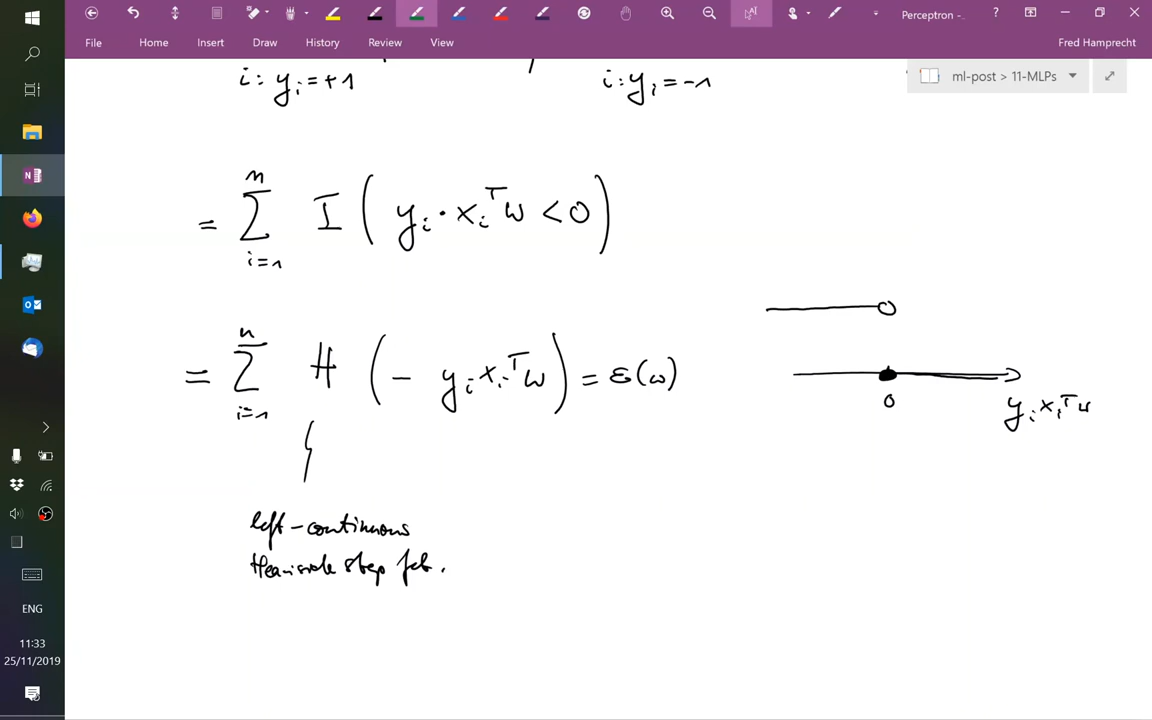 Perceptron -..
File Home Insert Draw History Review View
Fred Hamprecht
ml-post > 11-MLPs
i: y_i = +1 i: y_i = -1
= Σ_{i=1}^{n} I ( y_i · x_i^T w < 0 )
= Σ_{i=1}^{n} H ( - y_i x_i^T w ) = ε(w)
0
y_i x_i^T w
left-continuous
Heaviside step fct.
ENG
11:33
25/11/2019